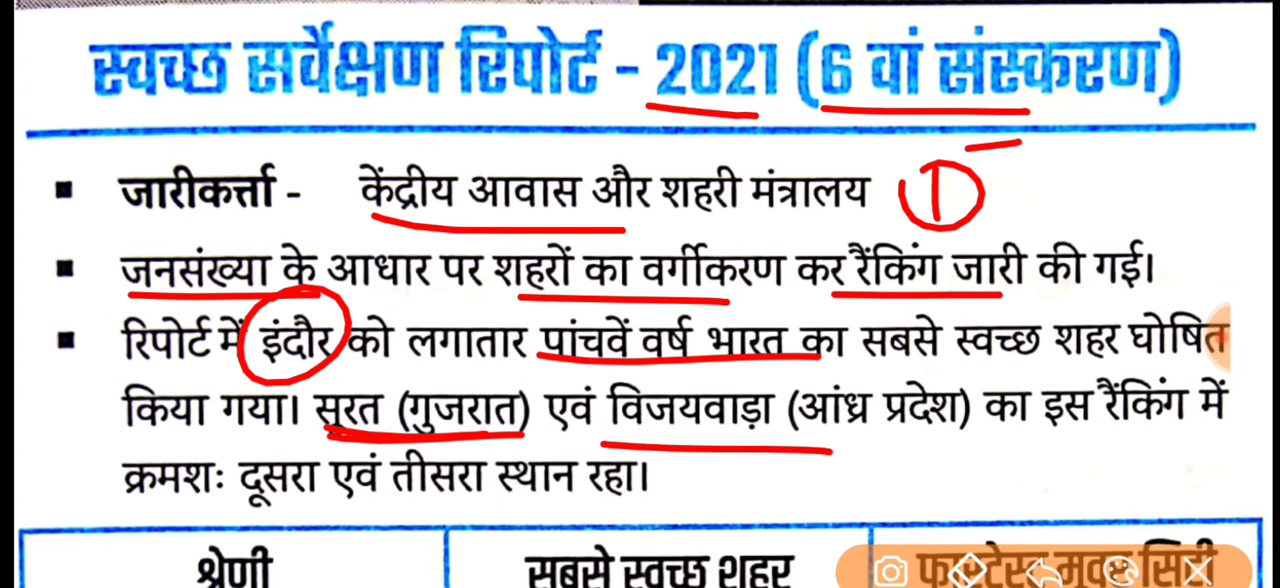 स्वच्छ सर्वेक्षण रिपोर्ट - 2021 (6 वां संस्करण)
▪ जारीकर्त्ता - केंद्रीय आवास और शहरी मंत्रालय
▪ जनसंख्या के आधार पर शहरों का वर्गीकरण कर रैंकिंग जारी की गई।
▪ रिपोर्ट में इंदौर को लगातार पांचवें वर्ष भारत का सबसे स्वच्छ शहर घोषित
किया गया। सूरत (गुजरात) एवं विजयवाड़ा (आंध्र प्रदेश) का इस रैंकिंग में
क्रमशः दूसरा एवं तीसरा स्थान रहा।
श्रेणी सबसे स्वच्छ शहर सिटी